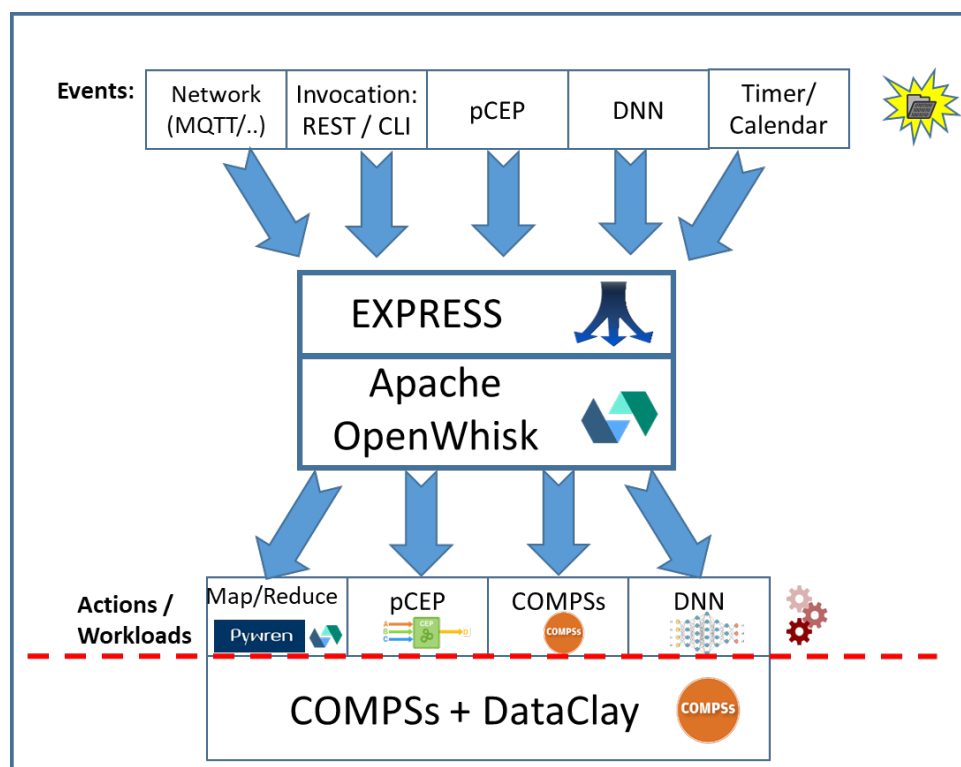 Events:
Network
(MQTT/..)
Invocation:
REST / CLI
pCEP
DNN
Timer/
Calendar
EXPRESS
Apache
OpenWhisk
Actions /
Workloads
Map/Reduce
Pywren
pCEP
A
B
C
CEP
D
COMPSs
COMPSs
DNN
COMPSs + DataClay
COMPSs